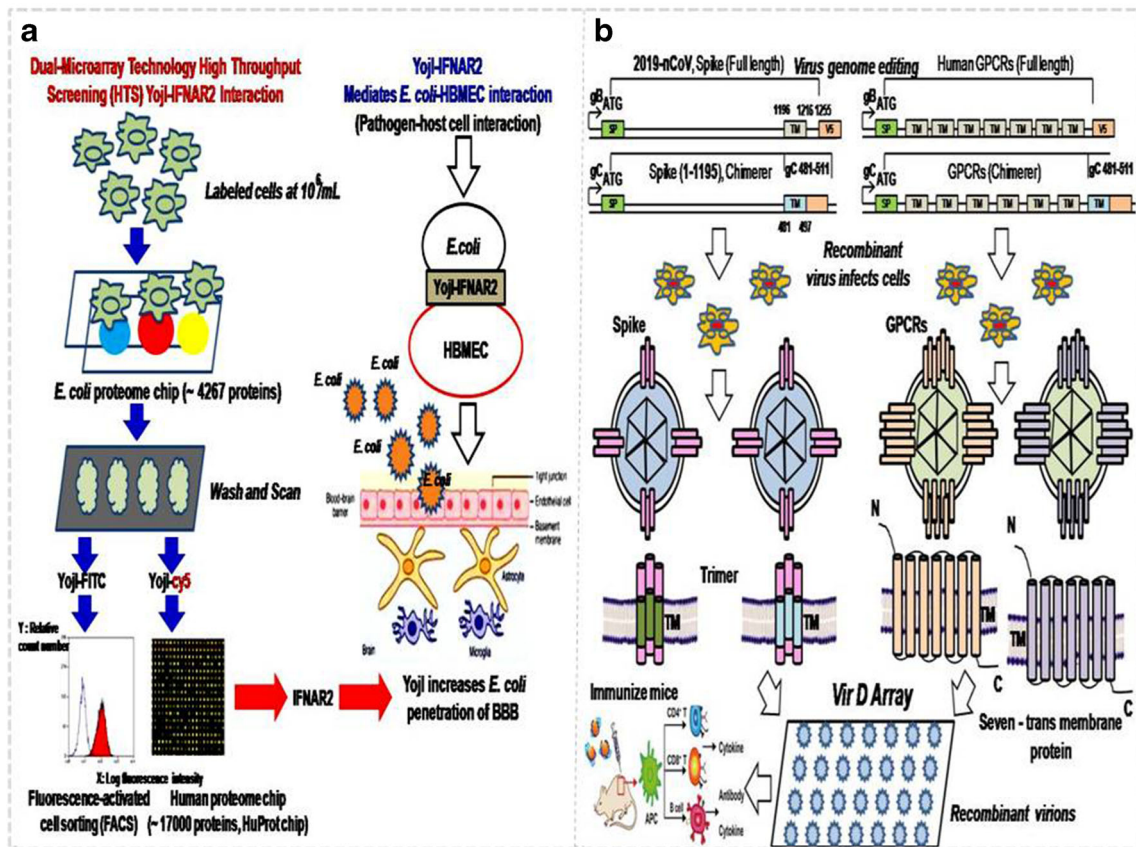 a
Dual-Microarray Technology High Throughput
Screening (HTS) YojI-IFNAR2 Interaction
Labeled cells at 10⁶/mL
E. coli proteome chip (~ 4267 proteins)
Wash and Scan
YojI-FITC
YojI-cy5
Y : Relative
count number
X: Log fluorescence intensity
Fluorescence-activated
cell sorting (FACS)
Human proteome chip
(~ 17000 proteins, HuProt chip)
IFNAR2
YojI-IFNAR2
Mediates E. coli-HBMEC interaction
(Pathogen-host cell interaction)
E.coli
YojI-IFNAR2
HBMEC
E. coli
E. coli
E. coli
E. coli
Tight junction
Blood-brain
barrier
Endothelial cell
Basement
membrane
Astrocyte
Brain
Microglia
YojI increases E. coli
penetration of BBB
b
2019-nCoV, Spike (Full length)
Virus genome editing
Human GPCRs (Full length)
gB
ATG
1196 1216 1255
SP
TM
V5
gB
ATG
SP
TM TM TM TM TM TM TM
V5
gC
ATG
Spike (1-1195), Chimerer
gC 481-511
SP
TM
481 497
gC
ATG
GPCRs (Chimerer)
gC 481-511
SP
TM TM TM TM TM TM TM
TM
Recombinant
virus infects cells
Spike
GPCRs
Trimer
TM
TM
N
N
TM
C
C
Seven - trans membrane
protein
Vir D Array
Recombinant virions
Immunize mice
CD4⁺ T
Cytokine
CD8⁺ T
B cell
Antibody
APC
Cytokine